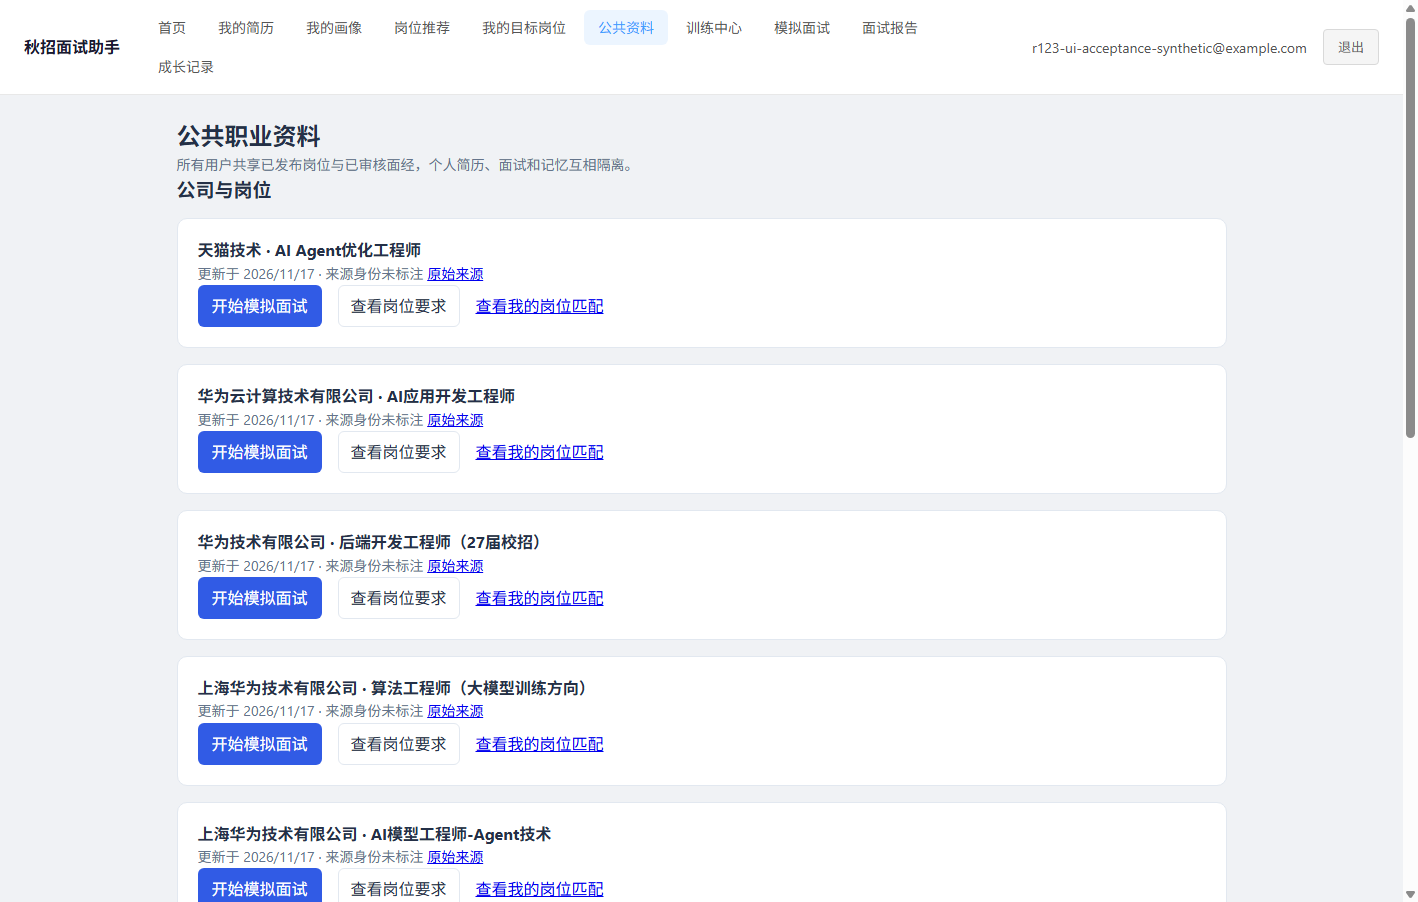 秋招面试助手
首页 我的简历 我的画像 岗位推荐 我的目标岗位 公共资料 训练中心 模拟面试 面试报告
成长记录
r123-ui-acceptance-synthetic@example.com 退出
公共职业资料
所有用户共享已发布岗位与已审核面经，个人简历、面试和记忆互相隔离。
公司与岗位
天猫技术 · AI Agent优化工程师
更新于 2026/11/17 · 来源身份未标注 原始来源
开始模拟面试 查看岗位要求 查看我的岗位匹配
华为云计算技术有限公司 · AI应用开发工程师
更新于 2026/11/17 · 来源身份未标注 原始来源
开始模拟面试 查看岗位要求 查看我的岗位匹配
华为技术有限公司 · 后端开发工程师（27届校招）
更新于 2026/11/17 · 来源身份未标注 原始来源
开始模拟面试 查看岗位要求 查看我的岗位匹配
上海华为技术有限公司 · 算法工程师（大模型训练方向）
更新于 2026/11/17 · 来源身份未标注 原始来源
开始模拟面试 查看岗位要求 查看我的岗位匹配
上海华为技术有限公司 · AI模型工程师-Agent技术
更新于 2026/11/17 · 来源身份未标注 原始来源
开始模拟面试 查看岗位要求 查看我的岗位匹配